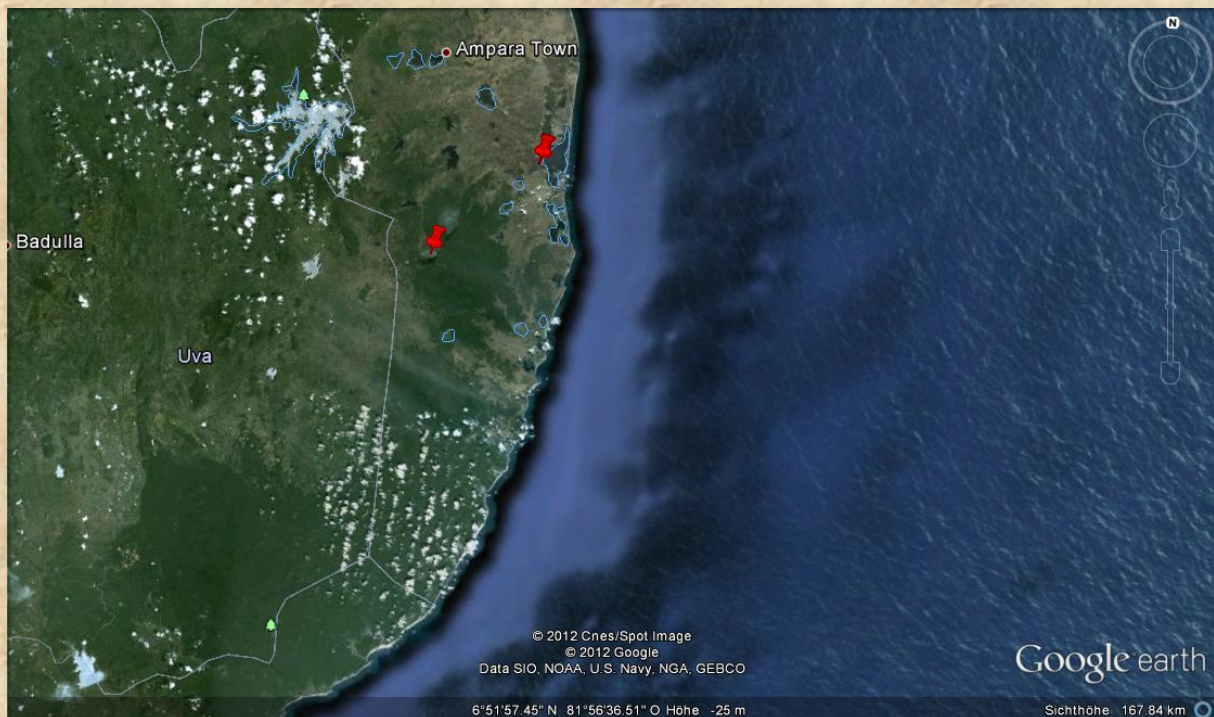 N
Ampara Town
Badulla
Uva
© 2012 Cnes/Spot Image
© 2012 Google
Data SIO, NOAA, U.S. Navy, NGA, GEBCO
Google earth
6°51'57.45" N 81°56'36.51" O Höhe -25 m
Sichthöhe 167.84 km